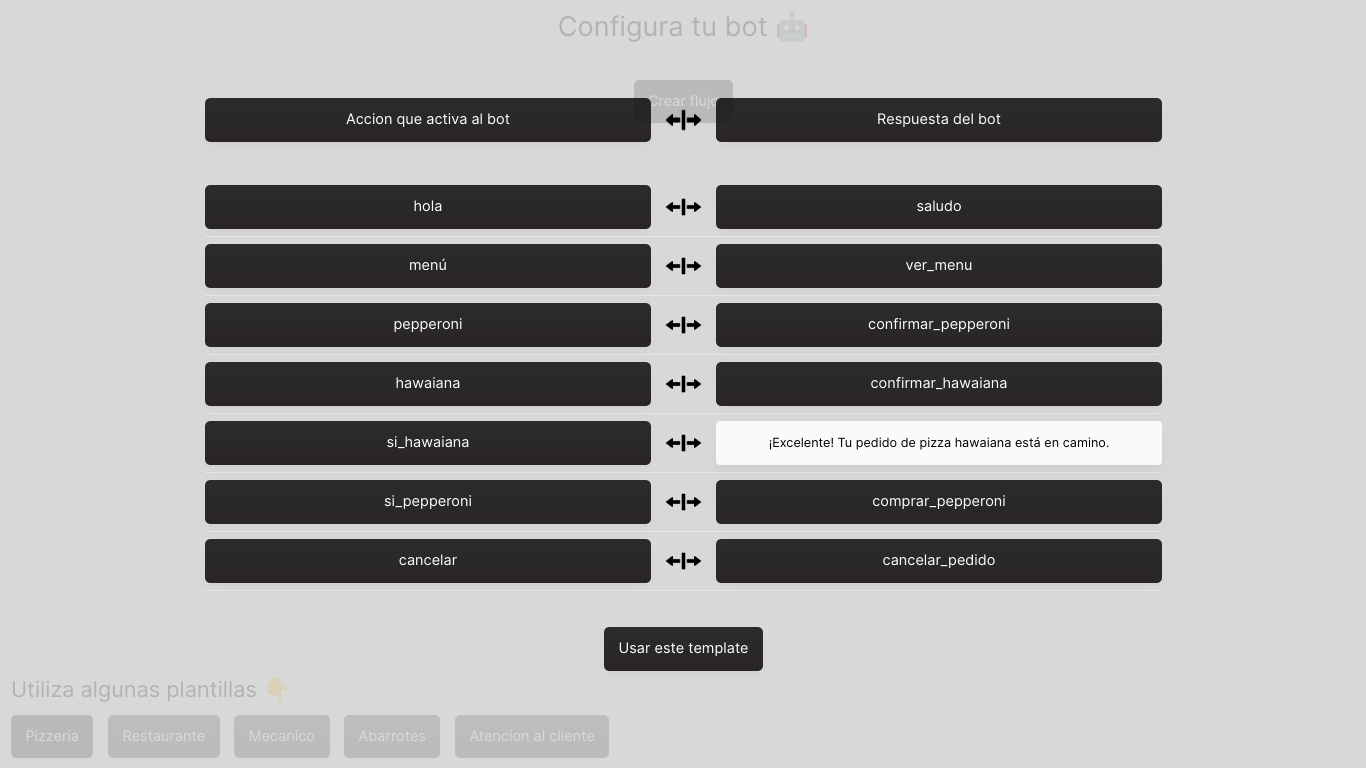 Configura tu bot 🤖
Crear flujo
Accion que activa al bot Respuesta del bot
hola saludo
menú ver_menu
pepperoni confirmar_pepperoni
hawaiana confirmar_hawaiana
si_hawaiana ¡Excelente! Tu pedido de pizza hawaiana está en camino.
si_pepperoni comprar_pepperoni
cancelar cancelar_pedido
Usar este template
Utiliza algunas plantillas 👇
Pizzería Restaurante Mecanico Abarrotes Atencion al cliente